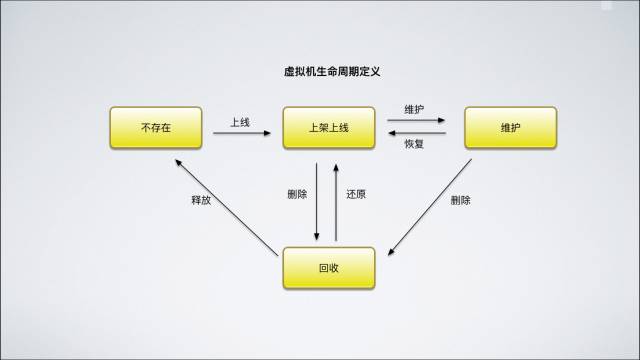 虚拟机生命周期定义
维护
上线
不存在
上架上线
维护
恢复
删除
还原
释放
删除
回收